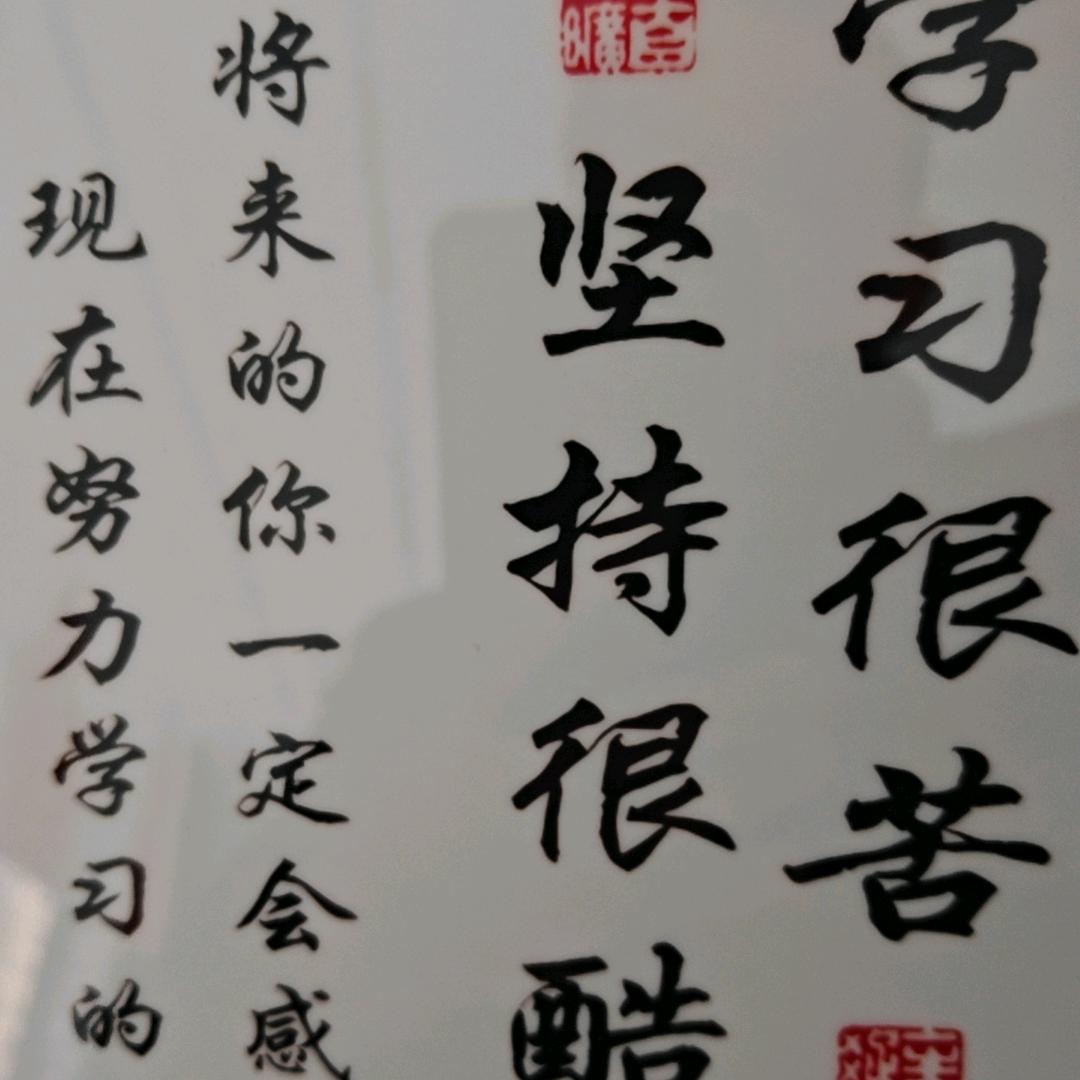 学习很苦
坚持很酷
将来的你一定会感
现在努力学习的